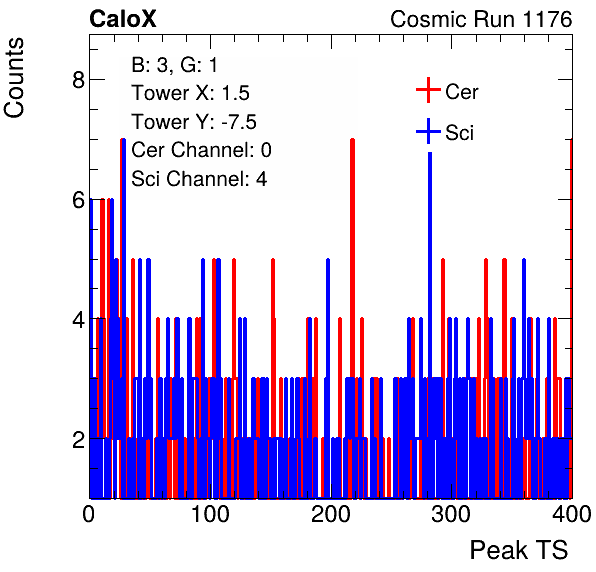 CaloX Cosmic Run 1176
Counts
B: 3, G: 1
Tower X: 1.5
Tower Y: -7.5
Cer Channel: 0
Sci Channel: 4
Cer
Sci
8
6
4
2
0 100 200 300 400
Peak TS